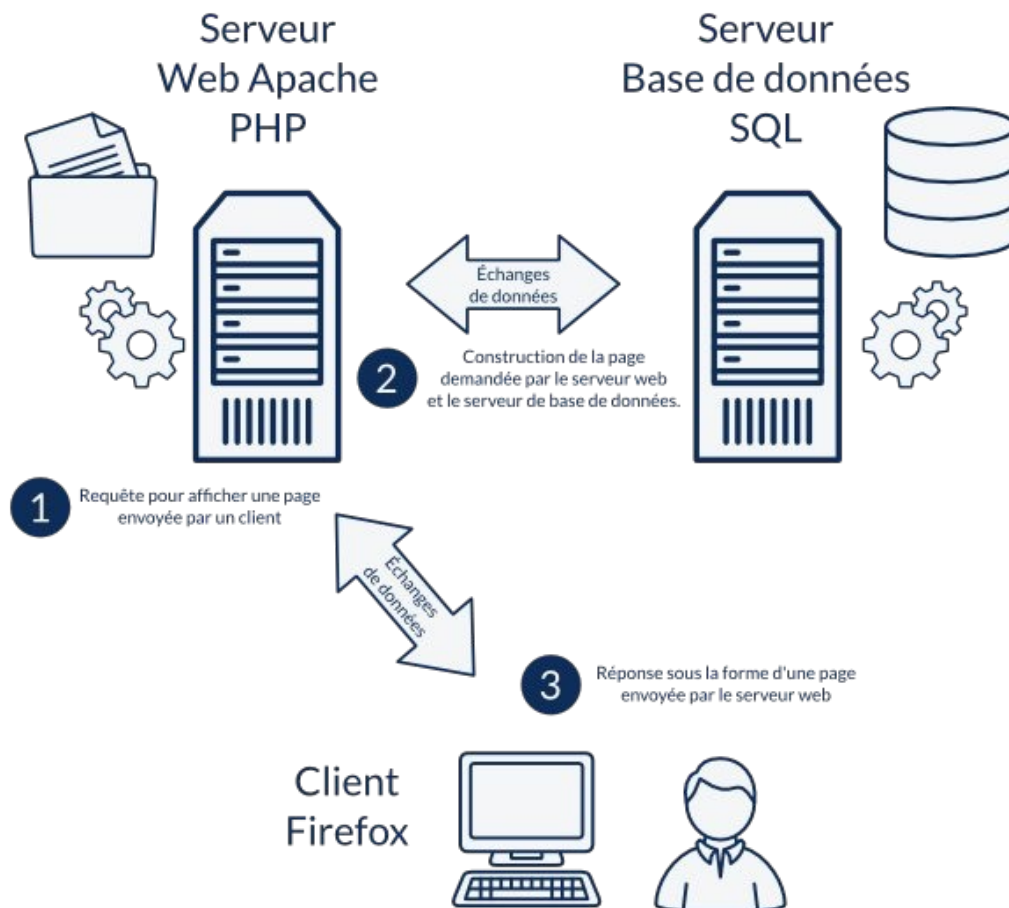 Serveur
Web Apache
PHP
Serveur
Base de données
SQL
Échanges
de données
2
Construction de la page
demandée par le serveur web
et le serveur de base de données.
1
Requête pour afficher une page
envoyée par un client
Échanges
de données
3
Réponse sous la forme d'une page
envoyée par le serveur web
Client
Firefox